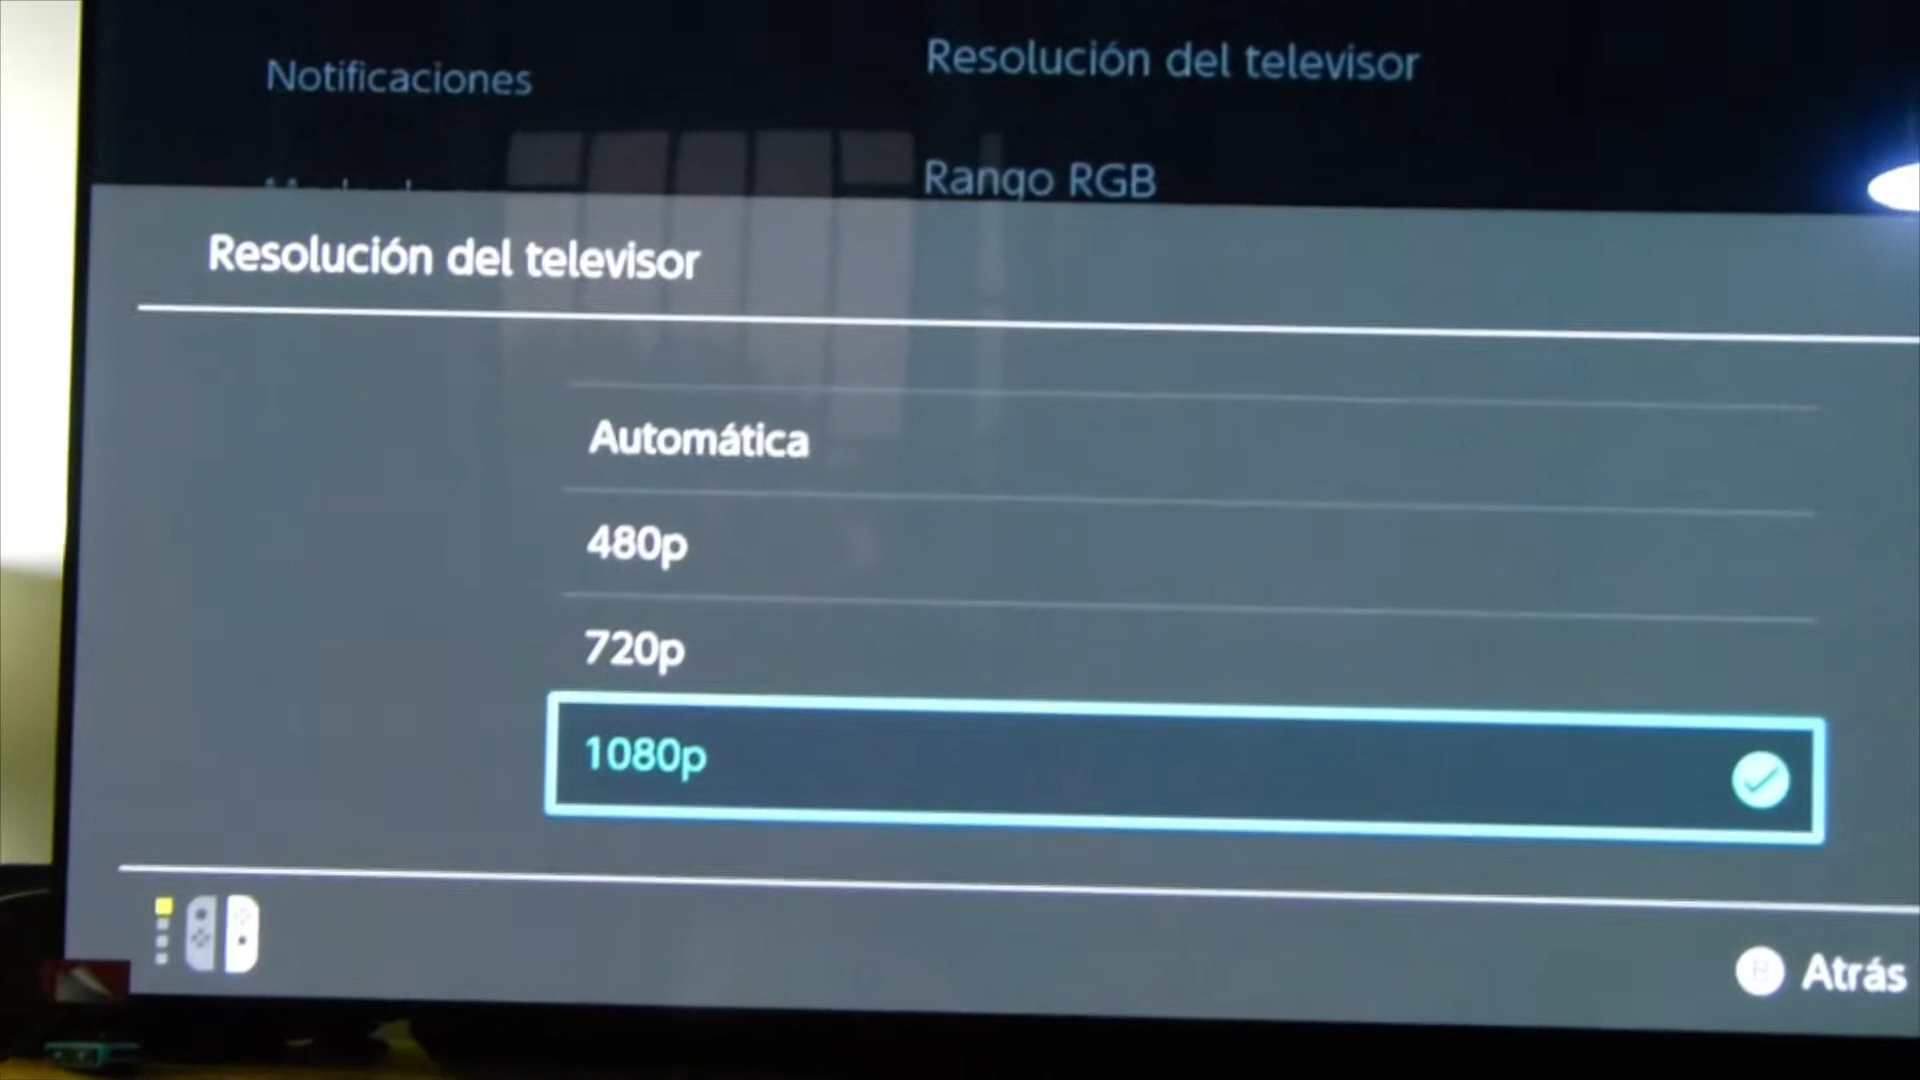 Notificaciones
Resolución del televisor
Rango RGB
Resolución del televisor
Automática
480p
720p
1080p
B Atrás